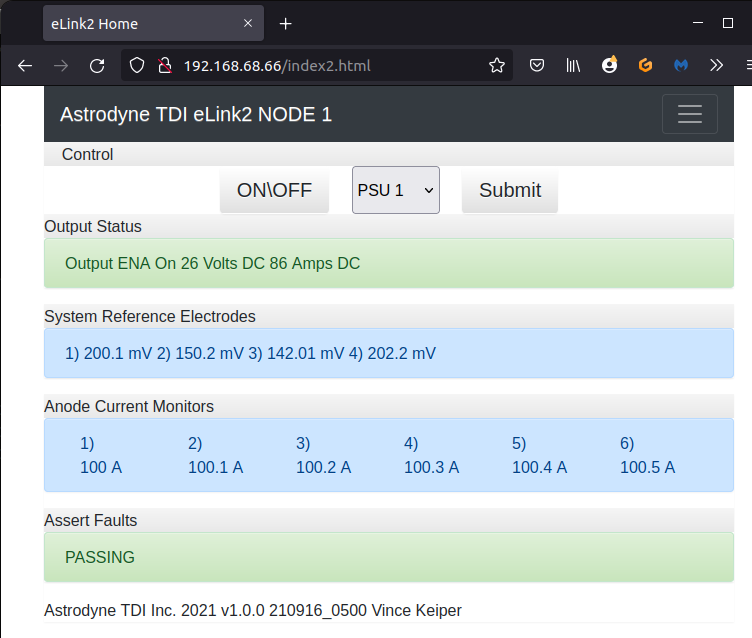 eLink2 Home
192.168.68.66/index2.html
Astrodyne TDI eLink2 NODE 1
Control
ON\OFF PSU 1 Submit
Output Status
Output ENA On 26 Volts DC 86 Amps DC
System Reference Electrodes
1) 200.1 mV 2) 150.2 mV 3) 142.01 mV 4) 202.2 mV
Anode Current Monitors
1) 2) 3) 4) 5) 6)
100 A 100.1 A 100.2 A 100.3 A 100.4 A 100.5 A
Assert Faults
PASSING
Astrodyne TDI Inc. 2021 v1.0.0 210916_0500 Vince Keiper